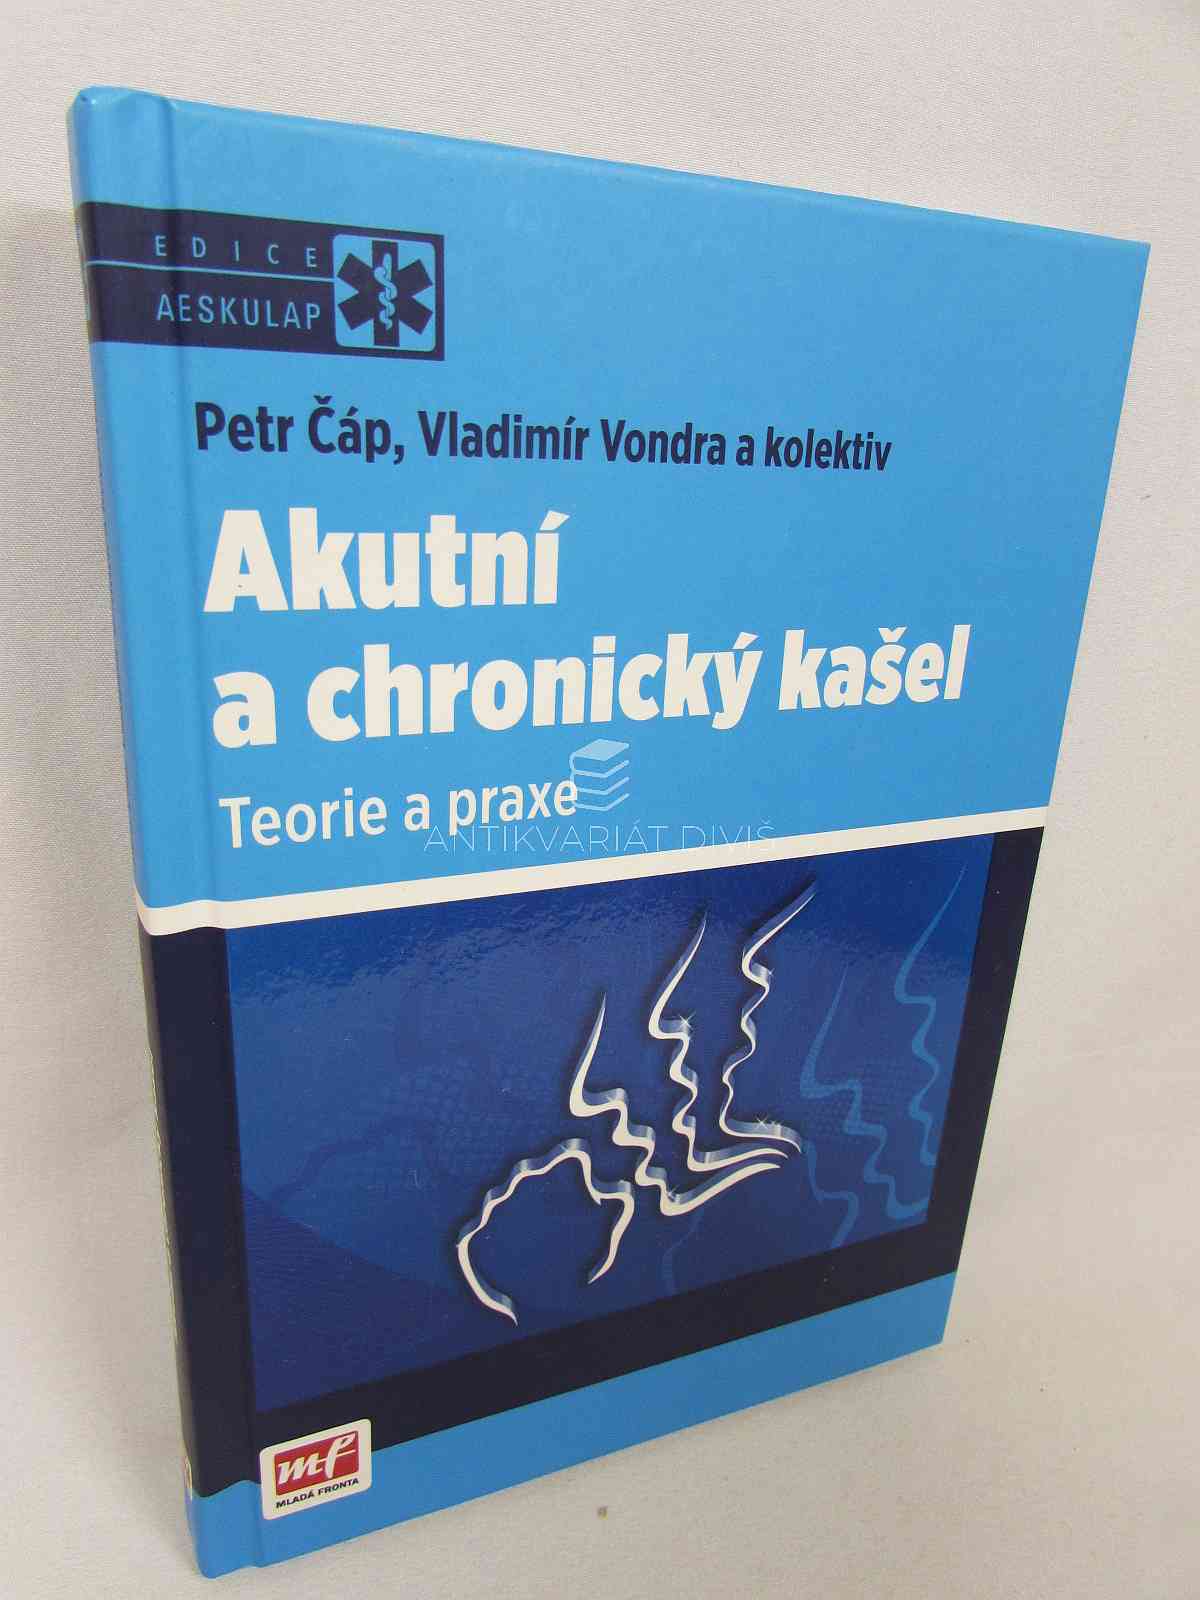 EDICE
AESKULAP
Petr Čáp, Vladimír Vondra a kolektiv
Akutní
a chronický kašel
Teorie a praxe
ANTIKVARIÁT DIVIŠ
mf
MLADÁ FRONTA